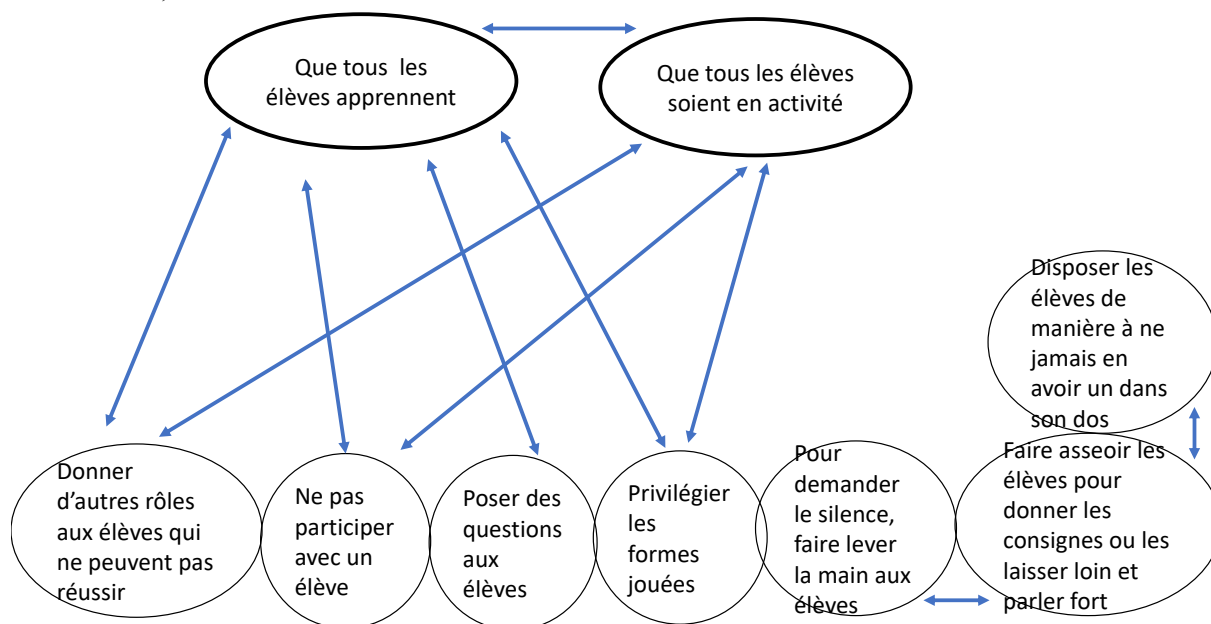 Que tous les
élèves apprennent
Que tous les élèves
soient en activité
Disposer les
élèves de
manière à ne
jamais en
avoir un dans
son dos
Donner
d'autres rôles
aux élèves qui
ne peuvent pas
réussir
Ne pas
participer
avec un
élève
Poser des
questions
aux
élèves
Privilégier
les
formes
jouées
Pour
demander
le silence,
faire lever
la main aux
élèves
Faire asseoir les
élèves pour
donner les
consignes ou les
laisser loin et
parler fort